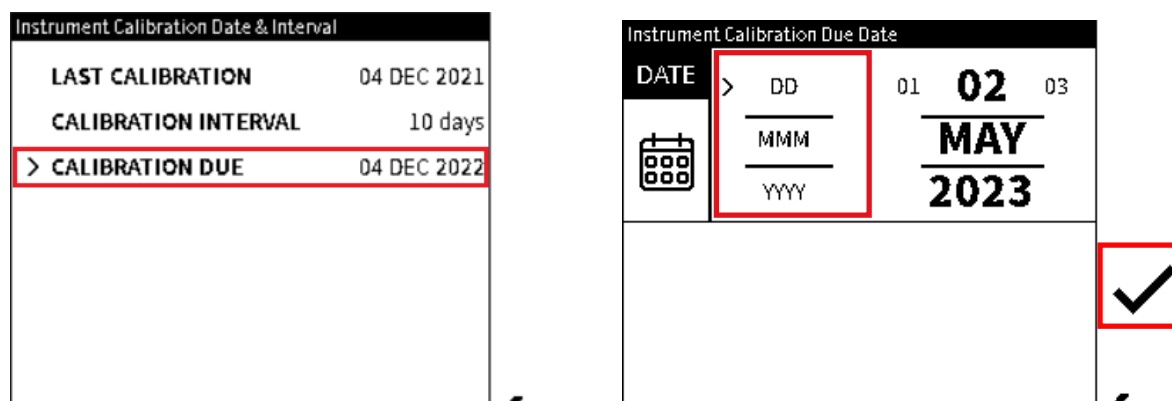 Instrument Calibration Date & Interval
LAST CALIBRATION 04 DEC 2021
CALIBRATION INTERVAL 10 days
> CALIBRATION DUE 04 DEC 2022
Instrument Calibration Due Date
DATE
> DD 01 02 03
MMM MAY
YYYY 2023